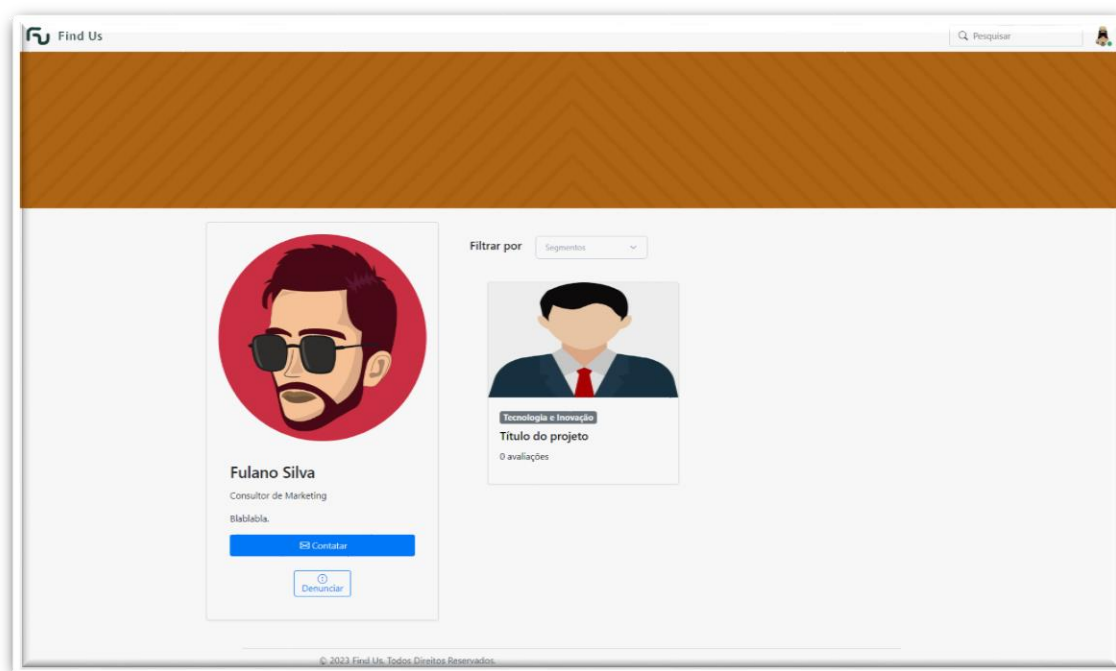 Find Us
Pesquisar
Filtrar por
Segmentos
Tecnologia e Inovação
Título do projeto
0 avaliações
Fulano Silva
Consultor de Marketing
Blablabla.
Contatar
Denunciar
© 2023 Find Us. Todos Direitos Reservados.